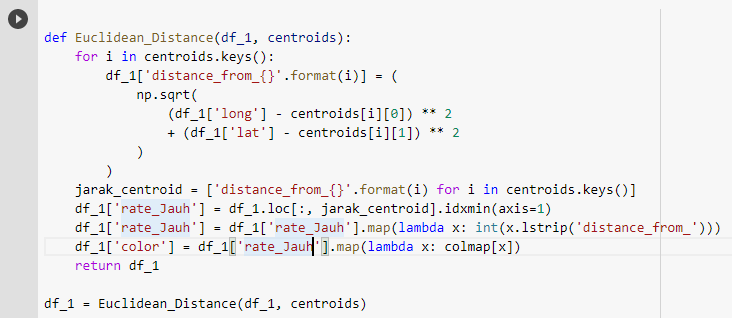 def Euclidean_Distance(df_1, centroids):
    for i in centroids.keys():
        df_1['distance_from_{}'.format(i)] = (
            np.sqrt(
                (df_1['long'] - centroids[i][0]) ** 2
                + (df_1['lat'] - centroids[i][1]) ** 2
            )
        )
    jarak_centroid = ['distance_from_{}'.format(i) for i in centroids.keys()]
    df_1['rate_Jauh'] = df_1.loc[:, jarak_centroid].idxmin(axis=1)
    df_1['rate_Jauh'] = df_1['rate_Jauh'].map(lambda x: int(x.lstrip('distance_from_')))
    df_1['color'] = df_1['rate_Jauh'].map(lambda x: colmap[x])
    return df_1
df_1 = Euclidean_Distance(df_1, centroids)